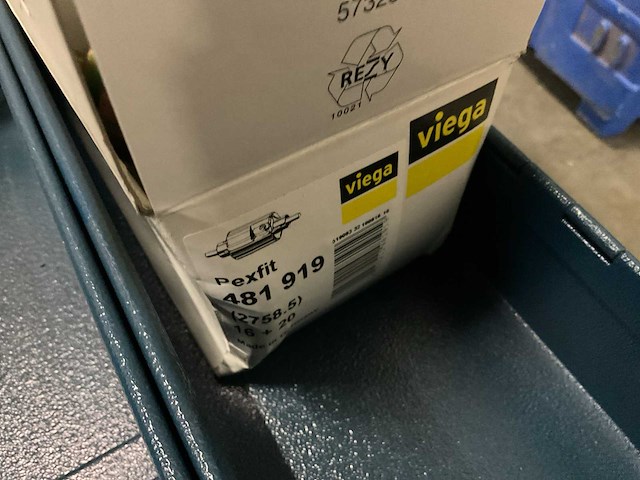 REZY
10021
viega
viega
Pexfit
481 919
(2758.5)
16 + 20